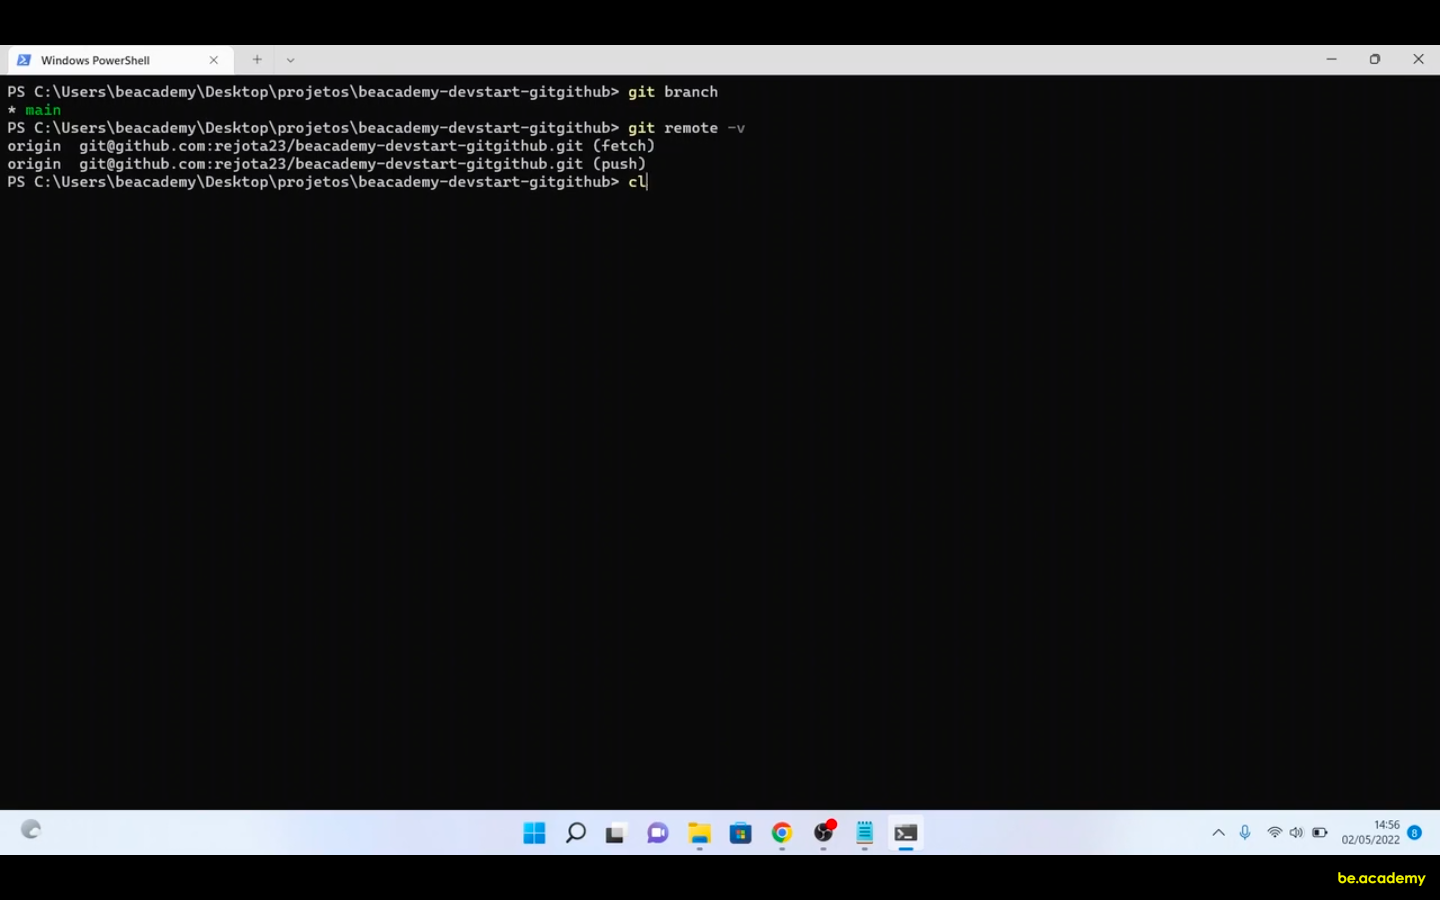 Windows PowerShell
PS C:\Users\beacademy\Desktop\projetos\beacademy-devstart-gitgithub> git branch
* main
PS C:\Users\beacademy\Desktop\projetos\beacademy-devstart-gitgithub> git remote -v
origin  git@github.com:rejota23/beacademy-devstart-gitgithub.git (fetch)
origin  git@github.com:rejota23/beacademy-devstart-gitgithub.git (push)
PS C:\Users\beacademy\Desktop\projetos\beacademy-devstart-gitgithub> cl
14:56
02/05/2022
8
be.academy